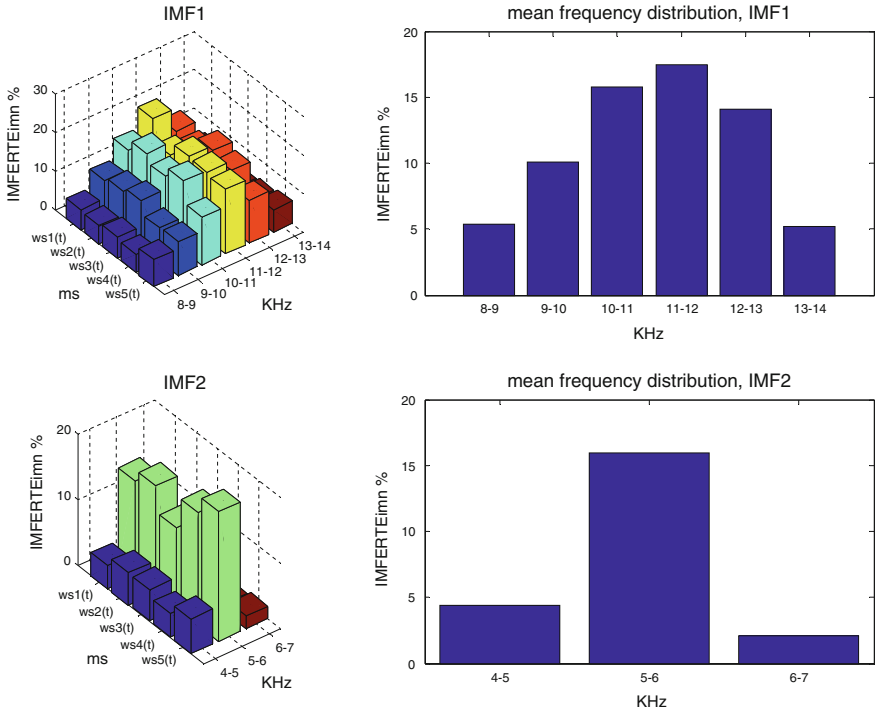 IMF1
IMFERTEimn %
30
20
10
0
ws1(t)
ws2(t)
ws3(t)
ws4(t)
ws5(t)
ms
8-9
9-10
10-11
11-12
12-13
13-14
KHz
mean frequency distribution, IMF1
IMFERTEimn %
20
15
10
5
0
8-9
9-10
10-11
11-12
12-13
13-14
KHz
IMF2
IMFERTEimn %
20
10
0
ws1(t)
ws2(t)
ws3(t)
ws4(t)
ws5(t)
ms
4-5
5-6
6-7
KHz
mean frequency distribution, IMF2
IMFERTEimn %
20
15
10
5
0
4-5
5-6
6-7
KHz